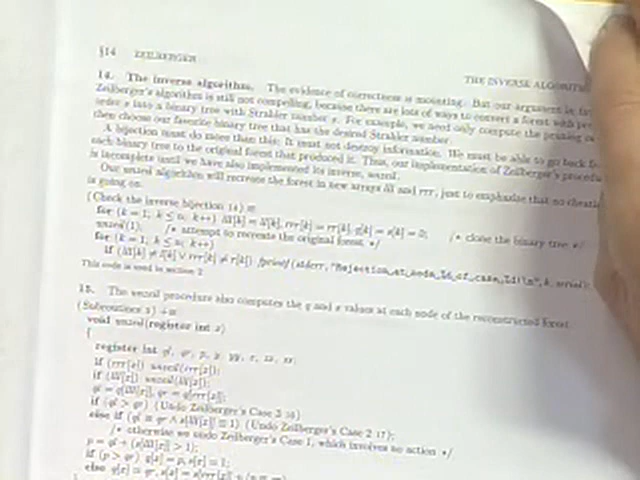 §14 ZEILBERGER THE INVERSE ALGORITHM
14. The inverse algorithm. The evidence of correctness is mounting. But our argument in
Zeilberger's algorithm is still not compelling, because there are lots of ways to convert a forest with
order s into a binary tree with Strahler number s. For example, we need only compute the pruning
then choose our favorite binary tree that has the desired Strahler number.
A bijection must do more than this: It must not destroy information. We must be able to go back
each binary tree to the original forest that produced it. Thus, our implementation of Zeilberger's
is incomplete until we have also implemented its inverse, unzeil.
Our unzeil algorithm will recreate the forest in new arrays lll and rrr, just to emphasize that no
is going on.
⟨Check the inverse bijection 14⟩ ≡
for (k = 1; k ≤ n; k++) lll[k] = ll[k], rrr[k] = rr[k], q[k] = s[k] = 0; /* clone the binary tree */
unzeil(1); /* attempt to recreate the original forest */
for (k = 1; k ≤ n; k++)
if (lll[k] ≠ l[k] ∨ rrr[k] ≠ r[k]) fprintf(stderr, "Rejection␣at␣node␣%d␣of␣case␣%d!\n", k, serial);
This code is used in section 2.
15. The unzeil procedure also computes the q and s values at each node of the reconstructed forest.
⟨Subroutines 3⟩ +≡
void unzeil(register int x)
{
register int ql, qr, p, y, yy,
if (rrr[x]) unzeil(rrr[x]);
if (lll[x]) unzeil(lll[x]);
ql = q[lll[x]], qr = q[rrr[x]];
if (ql > qr) ⟨Undo Zeilberger's Case 3 16⟩
else if (ql ≡ qr ∧ s[lll[x]] ≡ 1) ⟨Undo Zeilberger's Case 2 17⟩;
/* otherwise we undo Zeilberger's Case 1, which involves no action */
p = ql + (s[lll[x]] > 1);
if (p > qr) q[x] = p, s[x] = 1;
else q[x] = qr, s[x] = s[rrr[x]] +